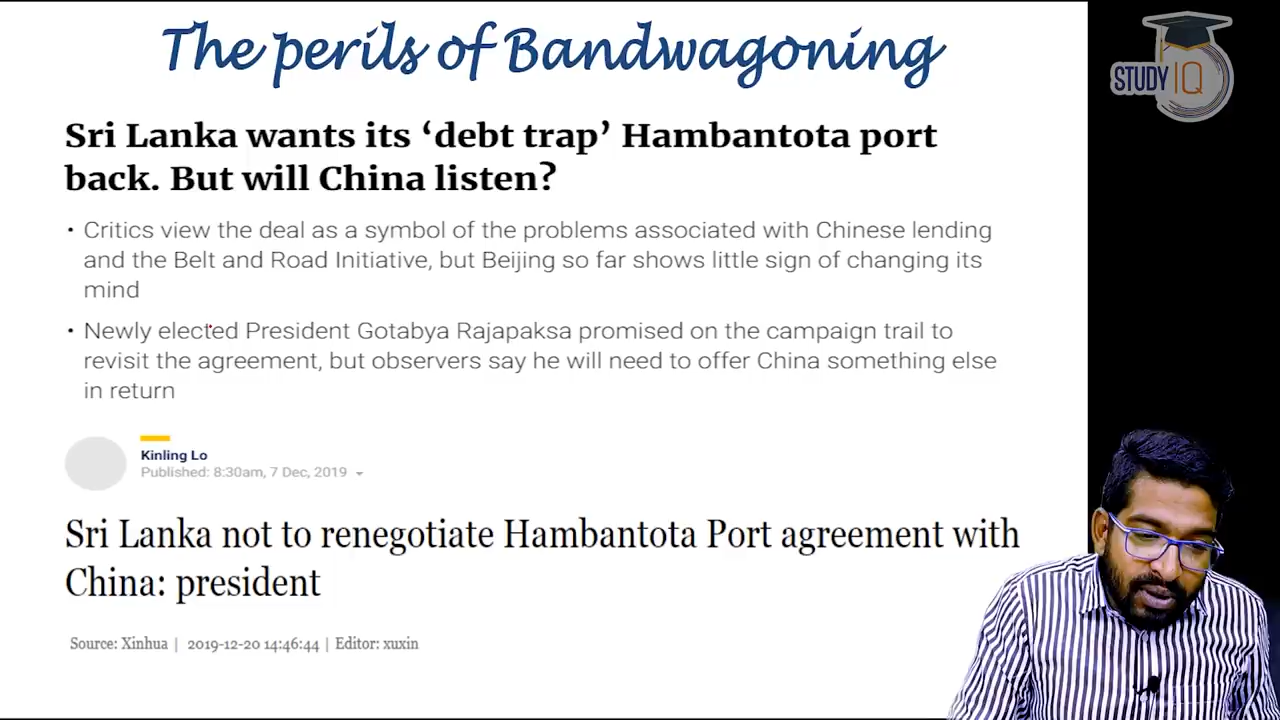 The perils of Bandwagoning
STUDY IQ
Sri Lanka wants its ‘debt trap’ Hambantota port
back. But will China listen?
• Critics view the deal as a symbol of the problems associated with Chinese lending
and the Belt and Road Initiative, but Beijing so far shows little sign of changing its
mind
• Newly elected President Gotabya Rajapaksa promised on the campaign trail to
revisit the agreement, but observers say he will need to offer China something else
in return
Kinling Lo
Published: 8:30am, 7 Dec, 2019
Sri Lanka not to renegotiate Hambantota Port agreement with
China: president
Source: Xinhua | 2019-12-20 14:46:44 | Editor: xuxin